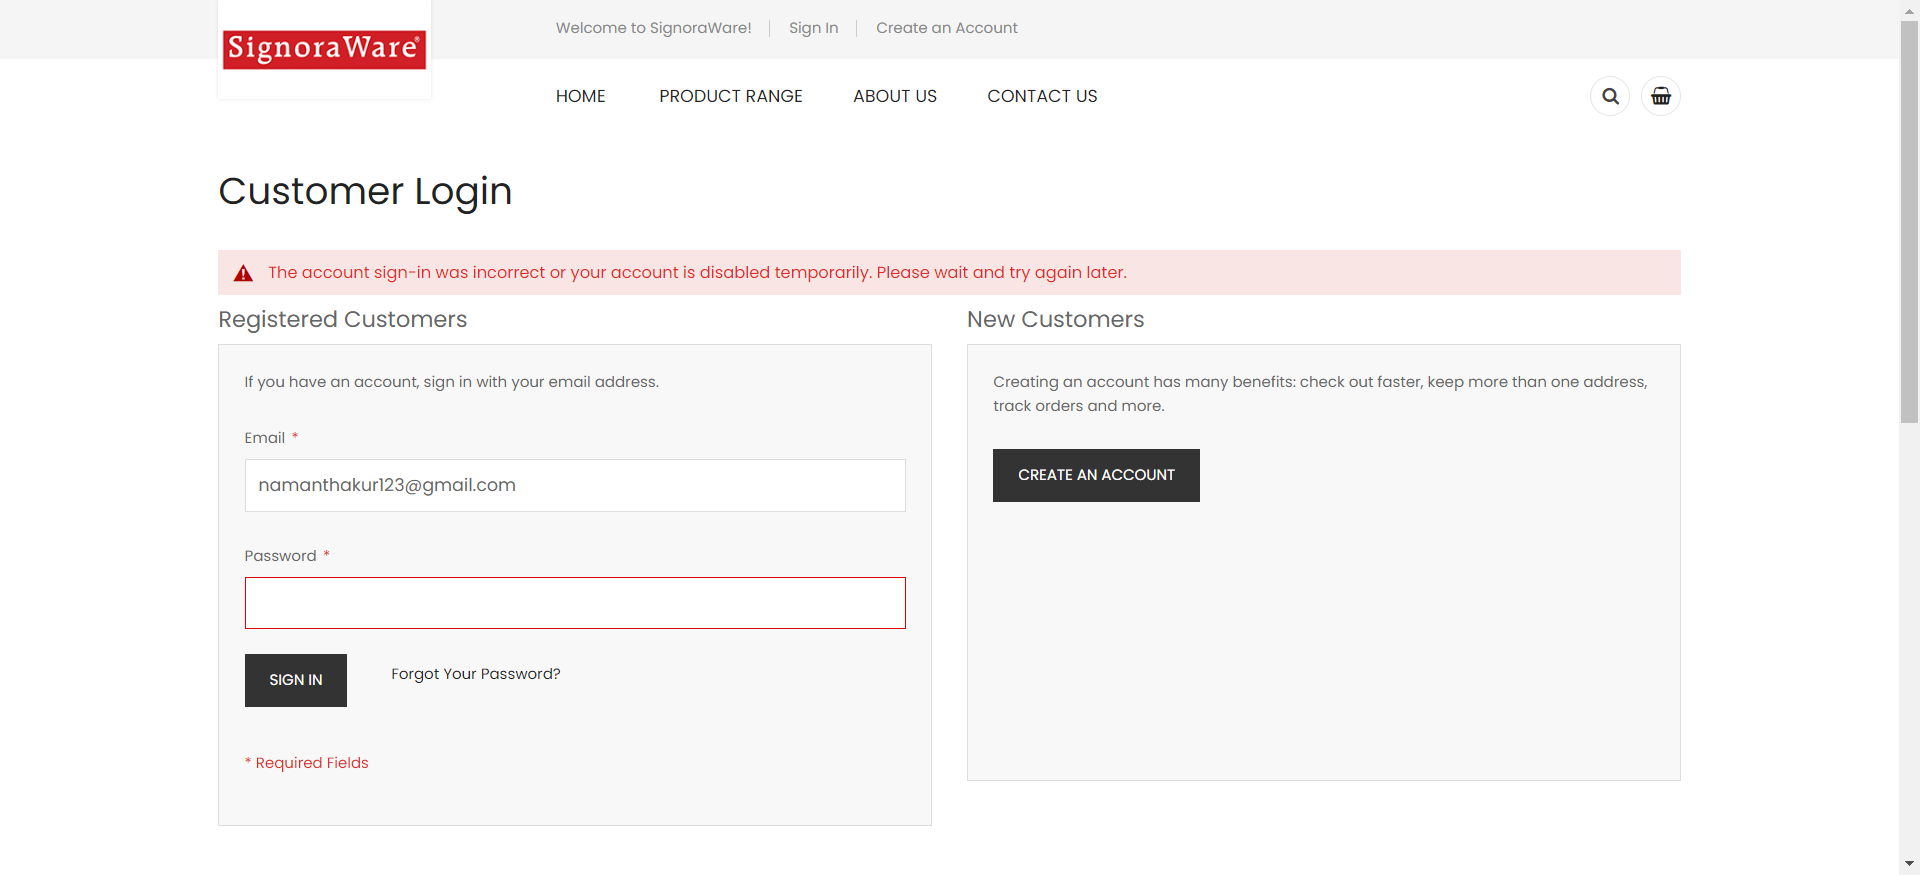 SignoraWare®
Welcome to SignoraWare! Sign In Create an Account
HOME PRODUCT RANGE ABOUT US CONTACT US
Customer Login
The account sign-in was incorrect or your account is disabled temporarily. Please wait and try again later.
Registered Customers
If you have an account, sign in with your email address.
Email *
namanthakur123@gmail.com
Password *
SIGN IN Forgot Your Password?
* Required Fields
New Customers
Creating an account has many benefits: check out faster, keep more than one address,
track orders and more.
CREATE AN ACCOUNT